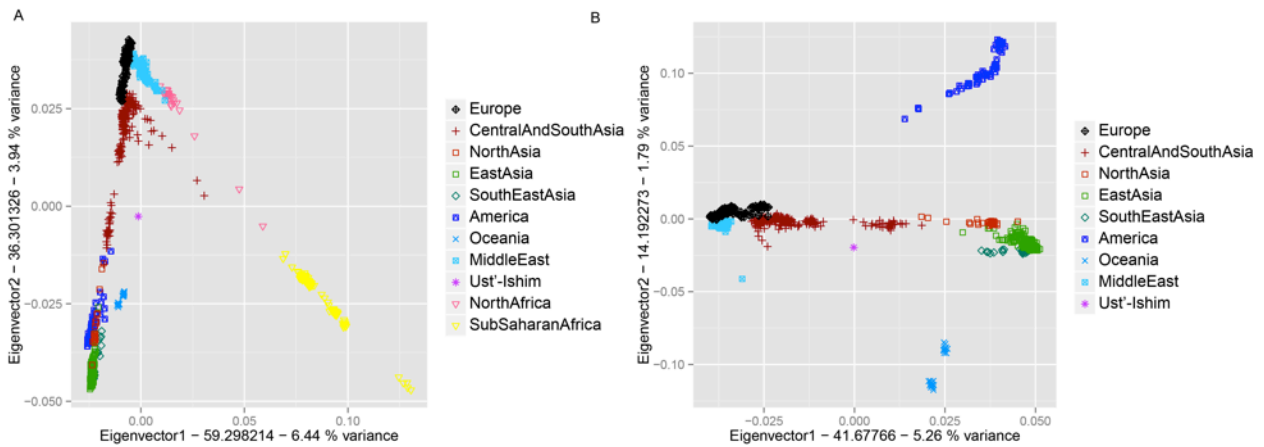 A
Eigenvector2 − 36.301326 − 3.94 % variance
0.025
0.000
−0.025
−0.050
0.00
0.05
0.10
Eigenvector1 − 59.298214 − 6.44 % variance
Europe
CentralAndSouthAsia
NorthAsia
EastAsia
SouthEastAsia
America
Oceania
MiddleEast
Ust'-Ishim
NorthAfrica
SubSaharanAfrica
B
Eigenvector2 − 14.192273 − 1.79 % variance
0.10
0.05
0.00
−0.05
−0.10
−0.025
0.000
0.025
0.050
Eigenvector1 − 41.67766 − 5.26 % variance
Europe
CentralAndSouthAsia
NorthAsia
EastAsia
SouthEastAsia
America
Oceania
MiddleEast
Ust'-Ishim